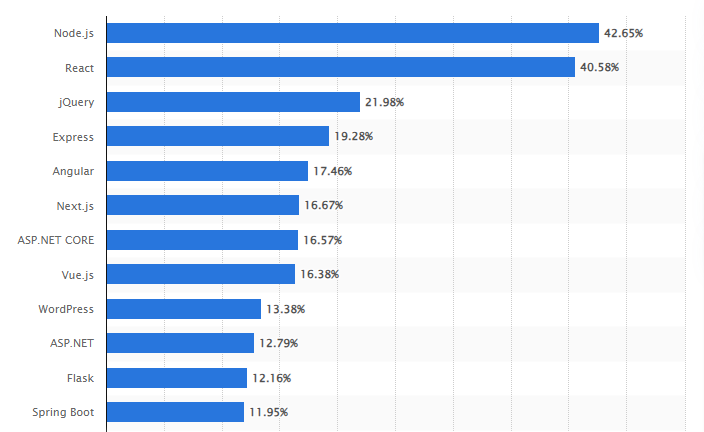 Node.js 42.65%
React 40.58%
jQuery 21.98%
Express 19.28%
Angular 17.46%
Next.js 16.67%
ASP.NET CORE 16.57%
Vue.js 16.38%
WordPress 13.38%
ASP.NET 12.79%
Flask 12.16%
Spring Boot 11.95%